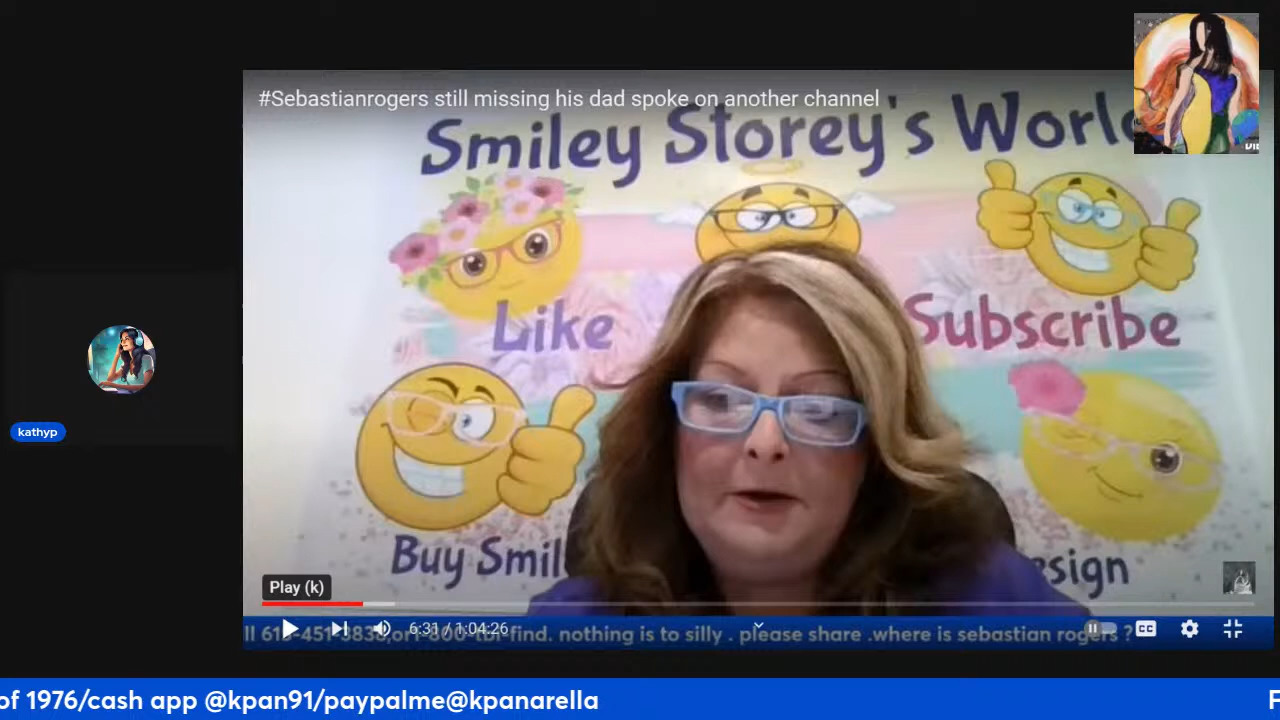 #Sebastianrogers still missing his dad spoke on another channel
Smiley Storey's World
Like
Subscribe
kathyp
Buy Smil
esign
Play (k)
6:31 / 1:04:26
find. nothing is to silly . please share .where is sebastian rogers ?
CC
of 1976/cash app @kpan91/paypalme@kpanarella